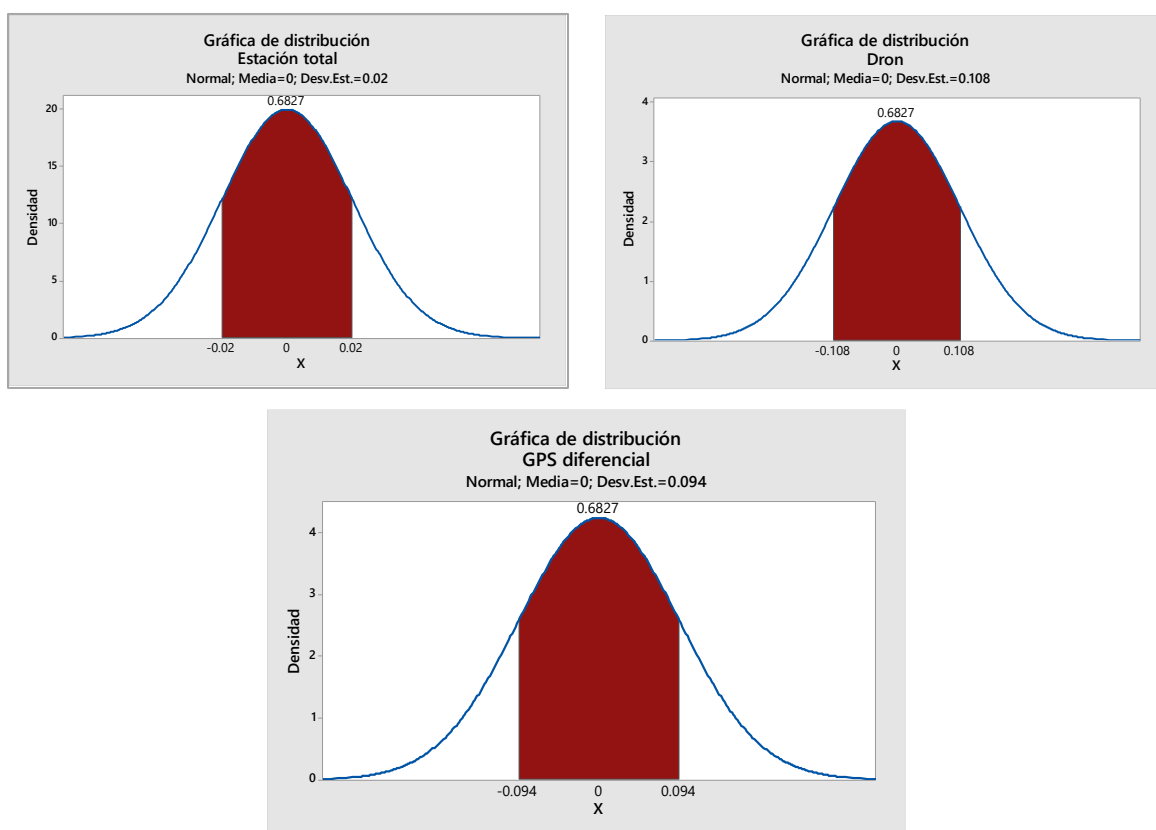 Gráfica de distribución
Estación total
Normal; Media=0; Desv.Est.=0.02
0.6827
20
15
10
5
0
Densidad
-0.02 0 0.02
X
Gráfica de distribución
Dron
Normal; Media=0; Desv.Est.=0.108
0.6827
4
3
2
1
0
Densidad
-0.108 0 0.108
X
Gráfica de distribución
GPS diferencial
Normal; Media=0; Desv.Est.=0.094
0.6827
4
3
2
1
0
Densidad
-0.094 0 0.094
X